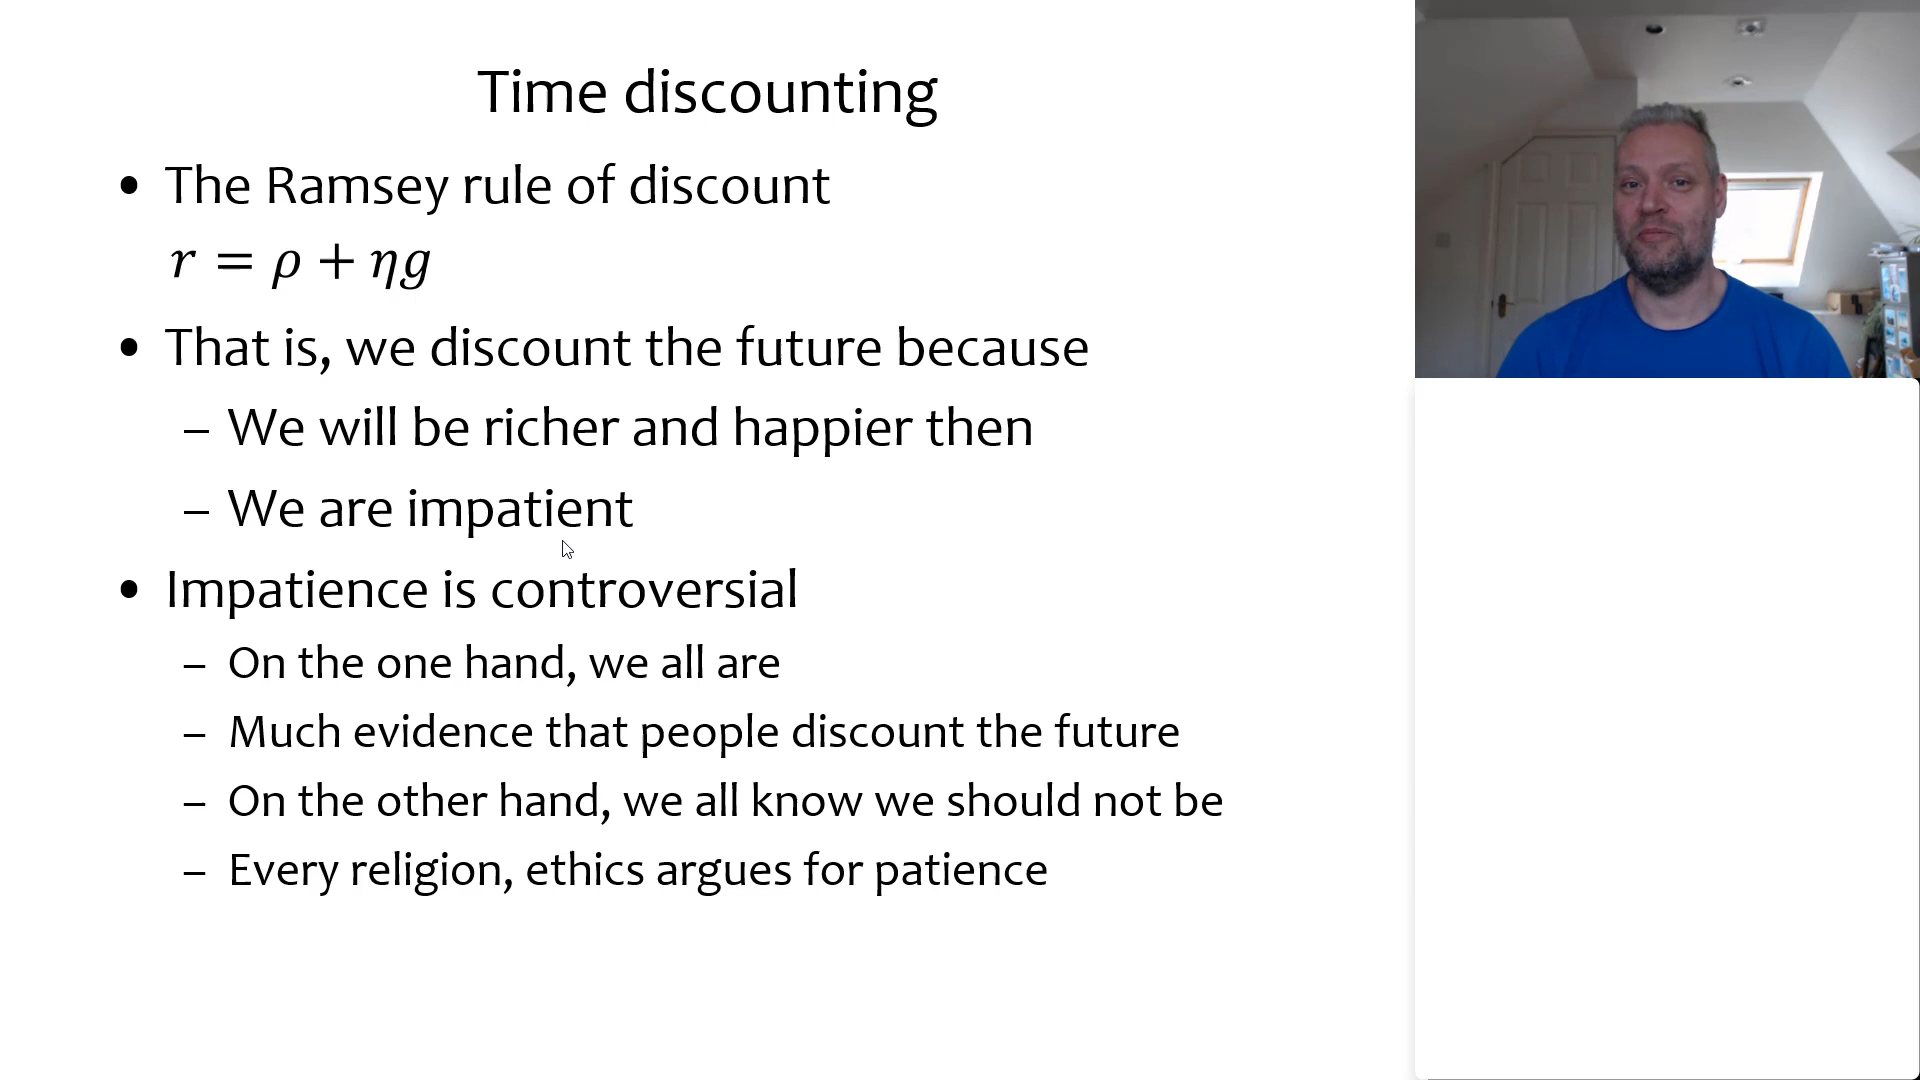 Time discounting
• The Ramsey rule of discount
r = ρ + ηg
• That is, we discount the future because
– We will be richer and happier then
– We are impatient
• Impatience is controversial
– On the one hand, we all are
– Much evidence that people discount the future
– On the other hand, we all know we should not be
– Every religion, ethics argues for patience